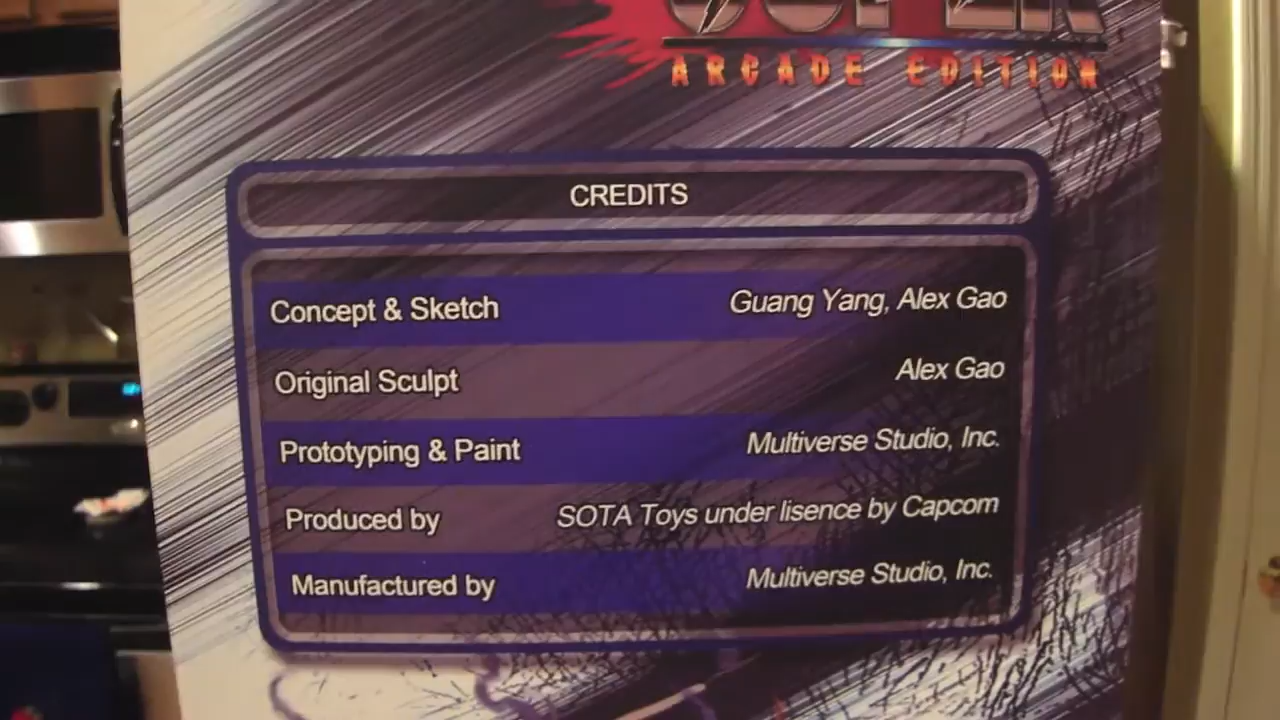 SUPER
ARCADE EDITION
CREDITS
Concept & Sketch Guang Yang, Alex Gao
Original Sculpt Alex Gao
Prototyping & Paint Multiverse Studio, Inc.
Produced by SOTA Toys under lisence by Capcom
Manufactured by Multiverse Studio, Inc.